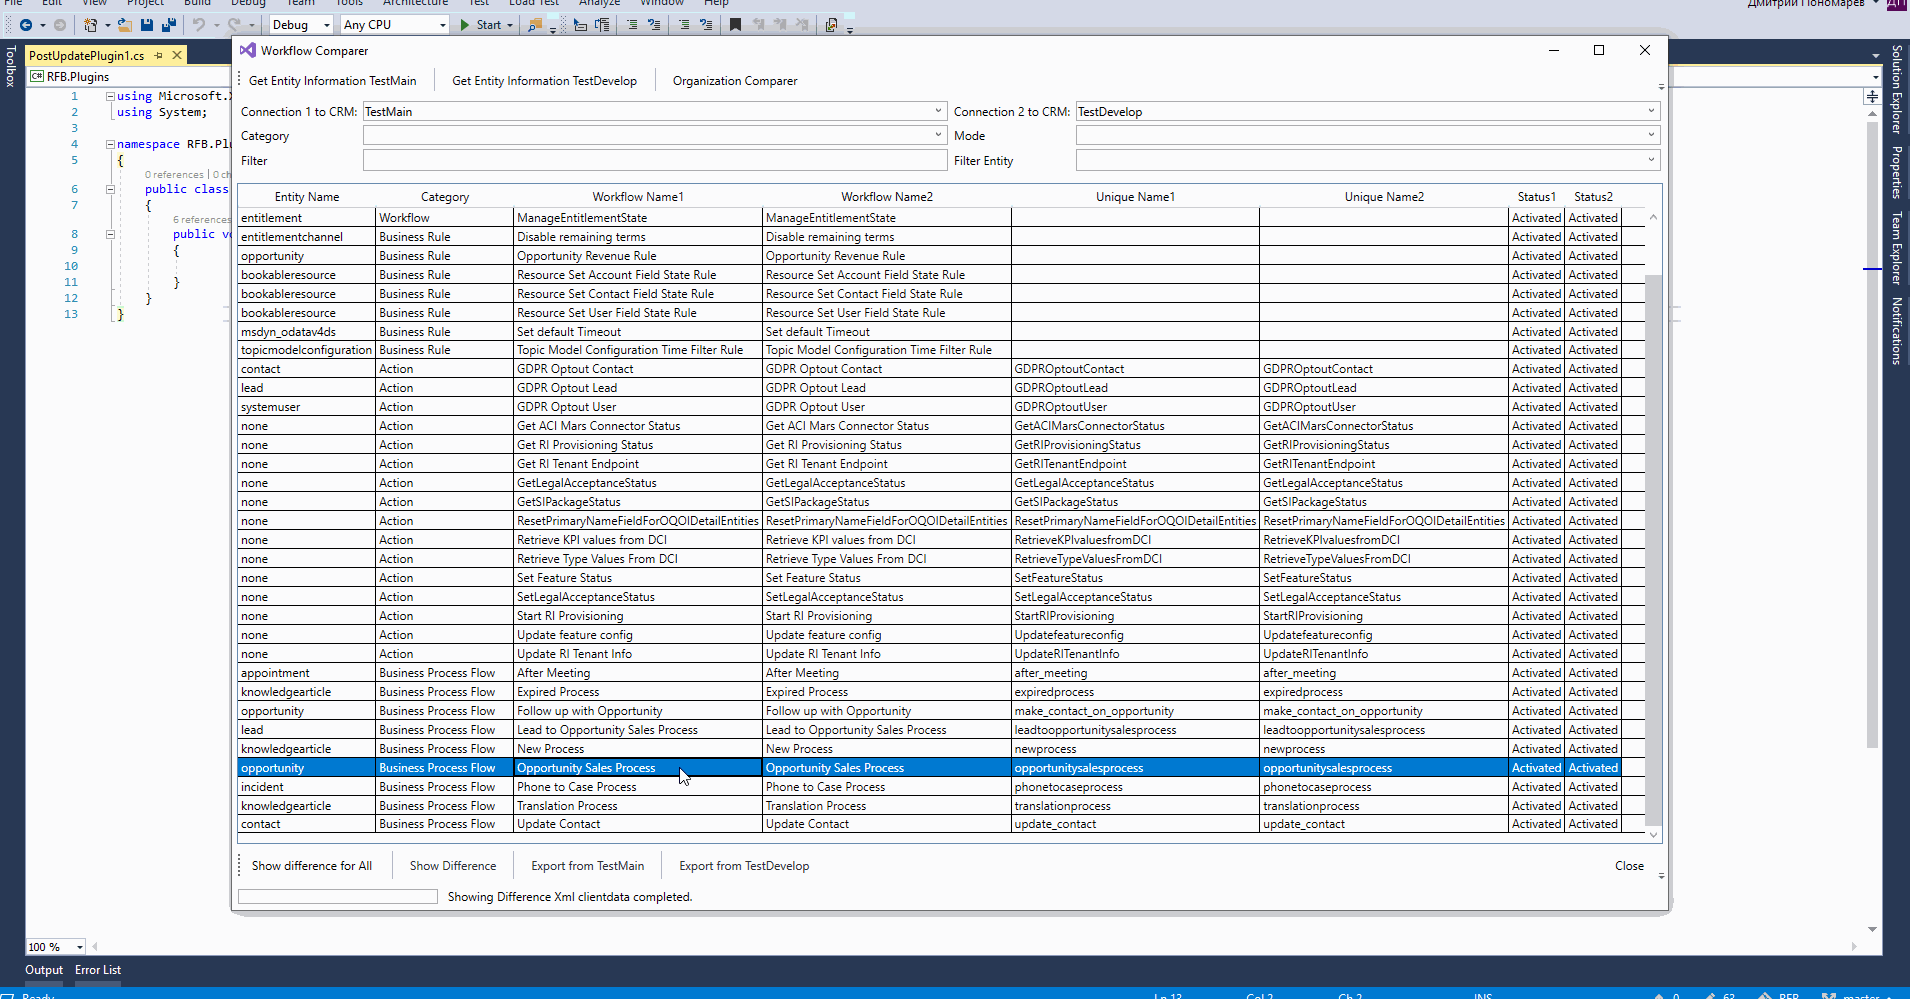 File Edit View Project Build Debug Team Tools Architecture Test Load Test Analyze Window Help Дмитрий Пономарев ДП
Debug Any CPU Start
Toolbox
PostUpdatePlugin1.cs
C# RFB.Plugins
1 using Microsoft.X
2 using System;
3
4 namespace RFB.Plu
5 {
0 references | 0 ch
6 public class
7 {
6 references
8 public vo
9 {
10
11 }
12 }
13 }
Workflow Comparer
Get Entity Information TestMain Get Entity Information TestDevelop Organization Comparer
Connection 1 to CRM: TestMain Connection 2 to CRM: TestDevelop
Category Mode
Filter Filter Entity
Entity Name Category Workflow Name1 Workflow Name2 Unique Name1 Unique Name2 Status1 Status2
entitlement Workflow ManageEntitlementState ManageEntitlementState Activated Activated
entitlementchannel Business Rule Disable remaining terms Disable remaining terms Activated Activated
opportunity Business Rule Opportunity Revenue Rule Opportunity Revenue Rule Activated Activated
bookableresource Business Rule Resource Set Account Field State Rule Resource Set Account Field State Rule Activated Activated
bookableresource Business Rule Resource Set Contact Field State Rule Resource Set Contact Field State Rule Activated Activated
bookableresource Business Rule Resource Set User Field State Rule Resource Set User Field State Rule Activated Activated
msdyn_odatav4ds Business Rule Set default Timeout Set default Timeout Activated Activated
topicmodelconfiguration Business Rule Topic Model Configuration Time Filter Rule Topic Model Configuration Time Filter Rule Activated Activated
contact Action GDPR Optout Contact GDPR Optout Contact GDPROptoutContact GDPROptoutContact Activated Activated
lead Action GDPR Optout Lead GDPR Optout Lead GDPROptoutLead GDPROptoutLead Activated Activated
systemuser Action GDPR Optout User GDPR Optout User GDPROptoutUser GDPROptoutUser Activated Activated
none Action Get ACI Mars Connector Status Get ACI Mars Connector Status GetACIMarsConnectorStatus GetACIMarsConnectorStatus Activated Activated
none Action Get RI Provisioning Status Get RI Provisioning Status GetRIProvisioningStatus GetRIProvisioningStatus Activated Activated
none Action Get RI Tenant Endpoint Get RI Tenant Endpoint GetRITenantEndpoint GetRITenantEndpoint Activated Activated
none Action GetLegalAcceptanceStatus GetLegalAcceptanceStatus GetLegalAcceptanceStatus GetLegalAcceptanceStatus Activated Activated
none Action GetSIPackageStatus GetSIPackageStatus GetSIPackageStatus GetSIPackageStatus Activated Activated
none Action ResetPrimaryNameFieldForOQOIDetailEntities ResetPrimaryNameFieldForOQOIDetailEntities ResetPrimaryNameFieldForOQOIDetailEntities ResetPrimaryNameFieldForOQOIDetailEntities Activated Activated
none Action Retrieve KPI values from DCI Retrieve KPI values from DCI RetrieveKPIvaluesfromDCI RetrieveKPIvaluesfromDCI Activated Activated
none Action Retrieve Type Values From DCI Retrieve Type Values From DCI RetrieveTypeValuesFromDCI RetrieveTypeValuesFromDCI Activated Activated
none Action Set Feature Status Set Feature Status SetFeatureStatus SetFeatureStatus Activated Activated
none Action SetLegalAcceptanceStatus SetLegalAcceptanceStatus SetLegalAcceptanceStatus SetLegalAcceptanceStatus Activated Activated
none Action Start RI Provisioning Start RI Provisioning StartRIProvisioning StartRIProvisioning Activated Activated
none Action Update feature config Update feature config Updatefeatureconfig Updatefeatureconfig Activated Activated
none Action Update RI Tenant Info Update RI Tenant Info UpdateRITenantInfo UpdateRITenantInfo Activated Activated
appointment Business Process Flow After Meeting After Meeting after_meeting after_meeting Activated Activated
knowledgearticle Business Process Flow Expired Process Expired Process expiredprocess expiredprocess Activated Activated
opportunity Business Process Flow Follow up with Opportunity Follow up with Opportunity make_contact_on_opportunity make_contact_on_opportunity Activated Activated
lead Business Process Flow Lead to Opportunity Sales Process Lead to Opportunity Sales Process leadtoopportunitysalesprocess leadtoopportunitysalesprocess Activated Activated
knowledgearticle Business Process Flow New Process New Process newprocess newprocess Activated Activated
opportunity Business Process Flow Opportunity Sales Process Opportunity Sales Process opportunitysalesprocess opportunitysalesprocess Activated Activated
incident Business Process Flow Phone to Case Process Phone to Case Process phonetocaseprocess phonetocaseprocess Activated Activated
knowledgearticle Business Process Flow Translation Process Translation Process translationprocess translationprocess Activated Activated
contact Business Process Flow Update Contact Update Contact update_contact update_contact Activated Activated
Show difference for All Show Difference Export from TestMain Export from TestDevelop Close
Showing Difference Xml clientdata completed.
Solution Explorer
Properties
Team Explorer
Notifications
100 %
Output Error List
Ready Ln 13 Col 2 Ch 2 INS 0 63 RFB master